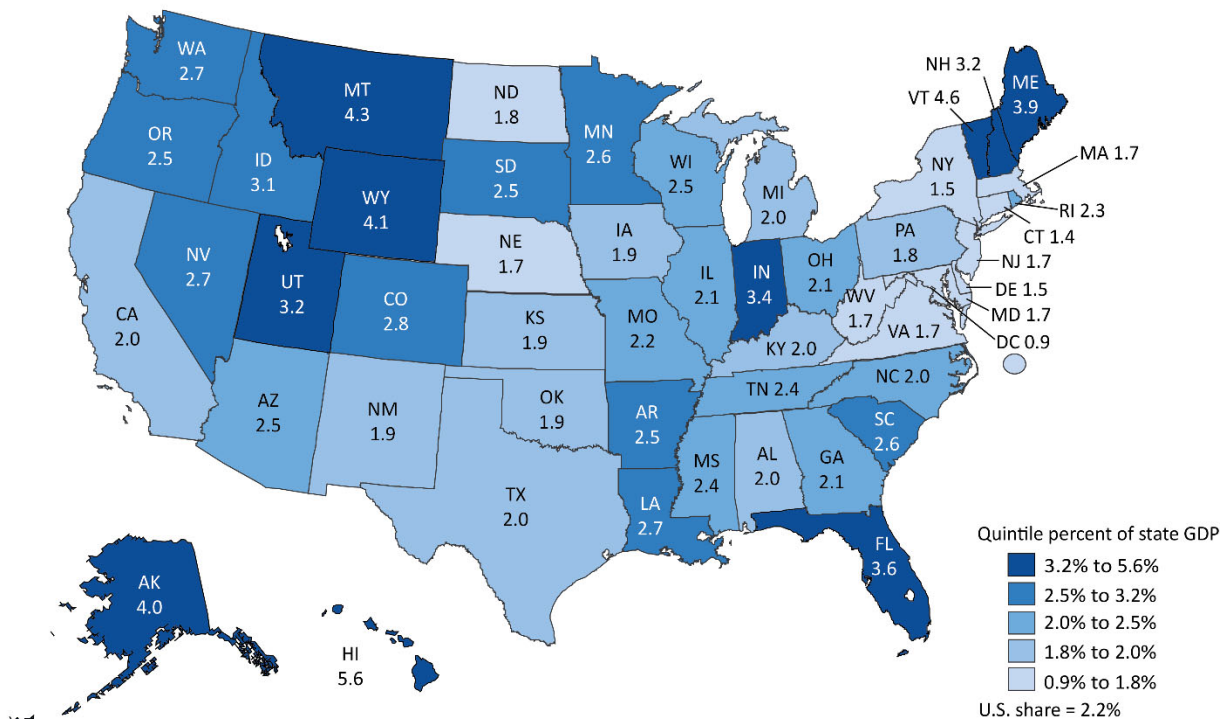 WA
2.7
MT
4.3
ND
1.8
MN
2.6
NH 3.2
VT 4.6
ME
3.9
OR
2.5
ID
3.1
SD
2.5
WI
2.5
MI
2.0
NY
1.5
MA 1.7
RI 2.3
CT 1.4
WY
4.1
NE
1.7
IA
1.9
PA
1.8
NJ 1.7
NV
2.7
UT
3.2
CO
2.8
IL
2.1
IN
3.4
OH
2.1
WV
1.7
DE 1.5
MD 1.7
DC 0.9
CA
2.0
KS
1.9
MO
2.2
KY 2.0
VA 1.7
AZ
2.5
NM
1.9
OK
1.9
AR
2.5
TN 2.4
NC 2.0
SC
2.6
MS
2.4
AL
2.0
GA
2.1
TX
2.0
LA
2.7
FL
3.6
AK
4.0
HI
5.6
Quintile percent of state GDP
3.2% to 5.6%
2.5% to 3.2%
2.0% to 2.5%
1.8% to 2.0%
0.9% to 1.8%
U.S. share = 2.2%